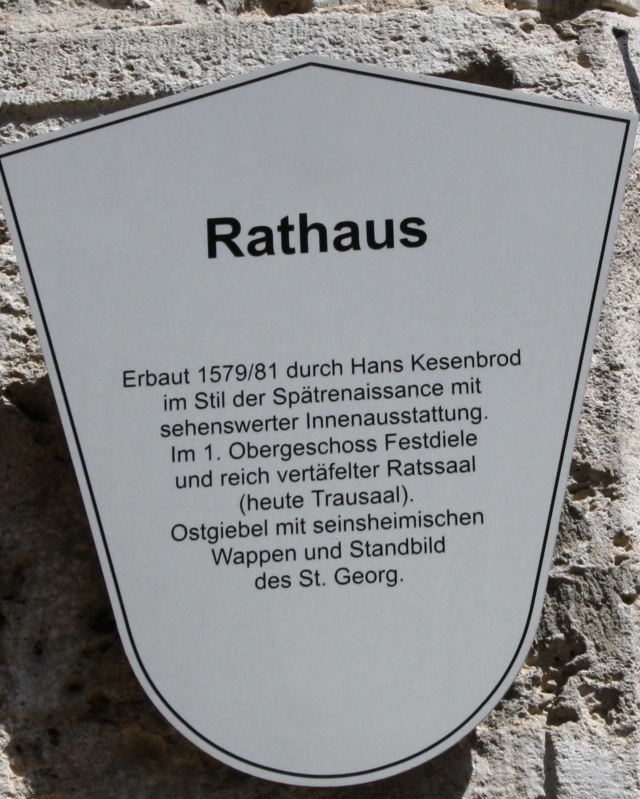 Rathaus
Erbaut 1579/81 durch Hans Kesenbrod
im Stil der Spätrenaissance mit
sehenswerter Innenausstattung.
Im 1. Obergeschoss Festdiele
und reich vertäfelter Ratssaal
(heute Trausaal).
Ostgiebel mit seinsheimischen
Wappen und Standbild
des St. Georg.